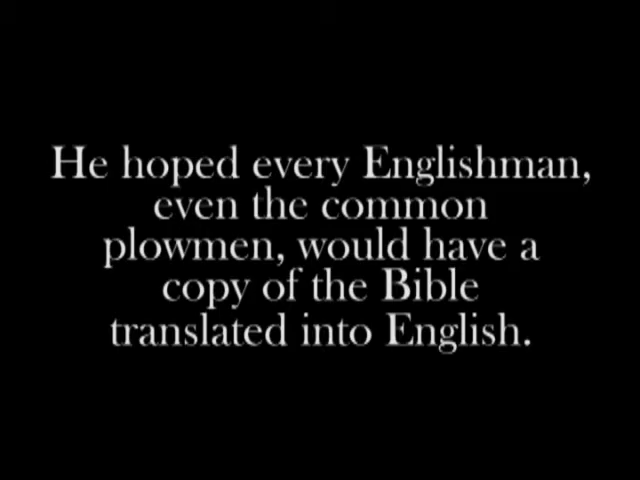 He hoped every Englishman,
even the common
plowmen, would have a
copy of the Bible
translated into English.